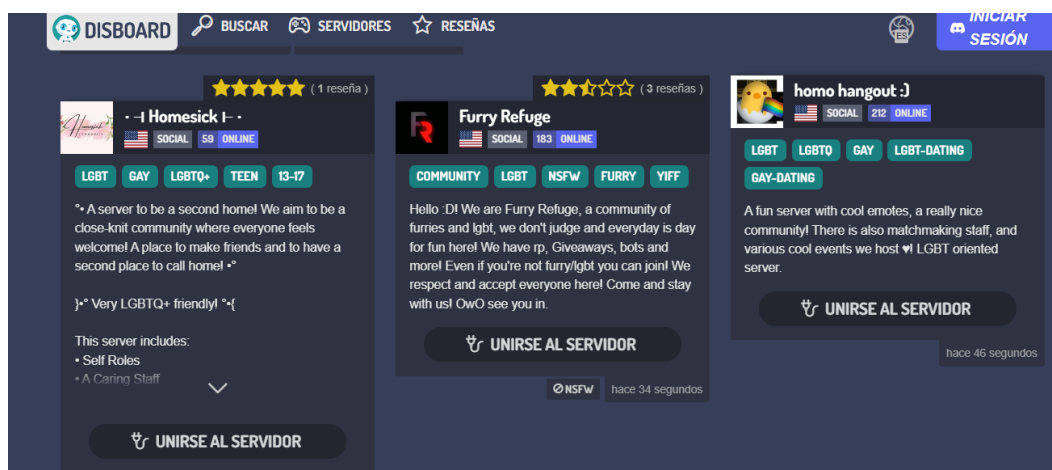 DISBOARD
BUSCAR
SERVIDORES
RESEÑAS
ES
INICIAR
SESIÓN
( 1 reseña )
Homesick
· ⊣ Homesick ⊢ ·
SOCIAL 59 ONLINE
LGBT GAY LGBTQ+ TEEN 13-17
°• A server to be a second home! We aim to be a
close-knit community where everyone feels
welcome! A place to make friends and to have a
second place to call home! •°
}•° Very LGBTQ+ friendly! °•{
This server includes:
• Self Roles
• A Caring Staff
UNIRSE AL SERVIDOR
( 3 reseñas )
FR
Furry Refuge
SOCIAL 183 ONLINE
COMMUNITY LGBT NSFW FURRY YIFF
Hello :D! We are Furry Refuge, a community of
furries and lgbt, we don't judge and everyday is day
for fun here! We have rp, Giveaways, bots and
more! Even if you're not furry/lgbt you can join! We
respect and accept everyone here! Come and stay
with us! OwO see you in.
UNIRSE AL SERVIDOR
NSFW
hace 34 segundos
homo hangout :)
SOCIAL 212 ONLINE
LGBT LGBTQ GAY LGBT-DATING
GAY-DATING
A fun server with cool emotes, a really nice
community! There is also matchmaking staff, and
various cool events we host ♥! LGBT oriented
server.
UNIRSE AL SERVIDOR
hace 46 segundos